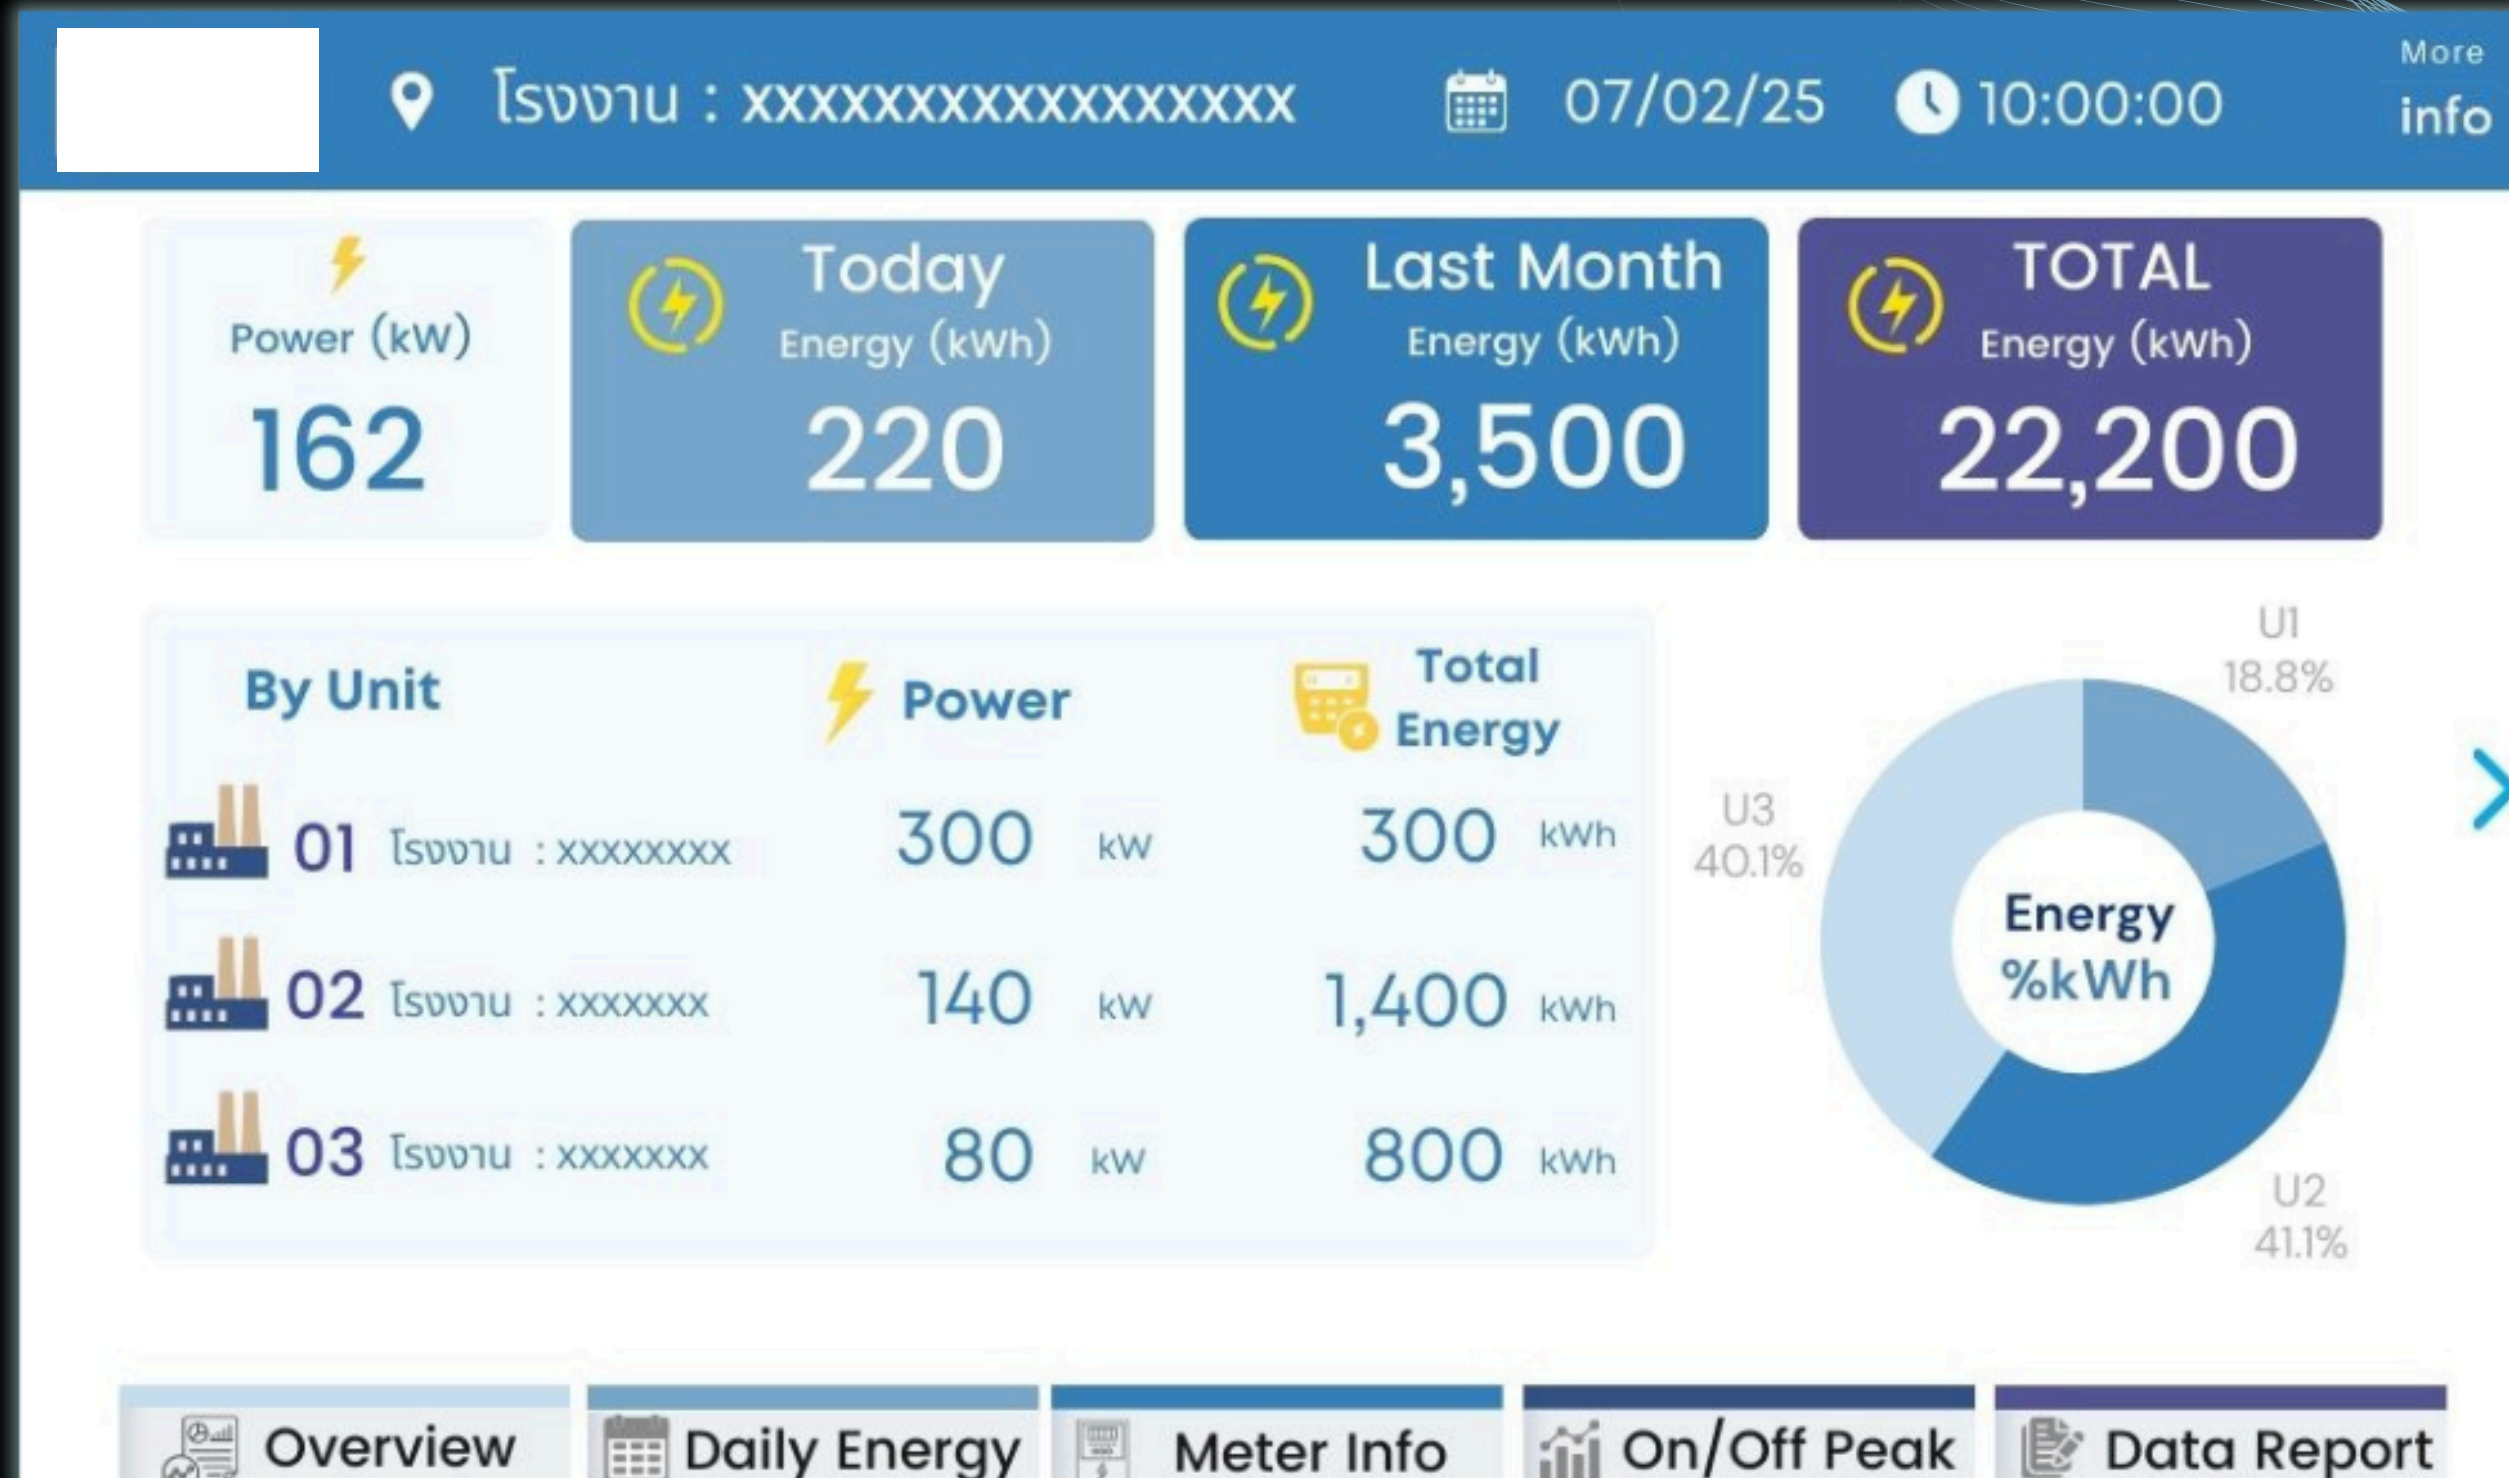 โรงงาน : xxxxxxxxxxxxxxxxx
07/02/25
10:00:00
More
info
Power (kW)
162
Today
Energy (kWh)
220
Last Month
Energy (kWh)
3,500
TOTAL
Energy (kWh)
22,200
By Unit
Power
Total
Energy
01 โรงงาน : xxxxxxxx 300 kW 300 kWh
02 โรงงาน : xxxxxxx 140 kW 1,400 kWh
03 โรงงาน : xxxxxxx 80 kW 800 kWh
U1
18.8%
U3
40.1%
Energy
%kWh
U2
41.1%
Overview
Daily Energy
Meter Info
On/Off Peak
Data Report